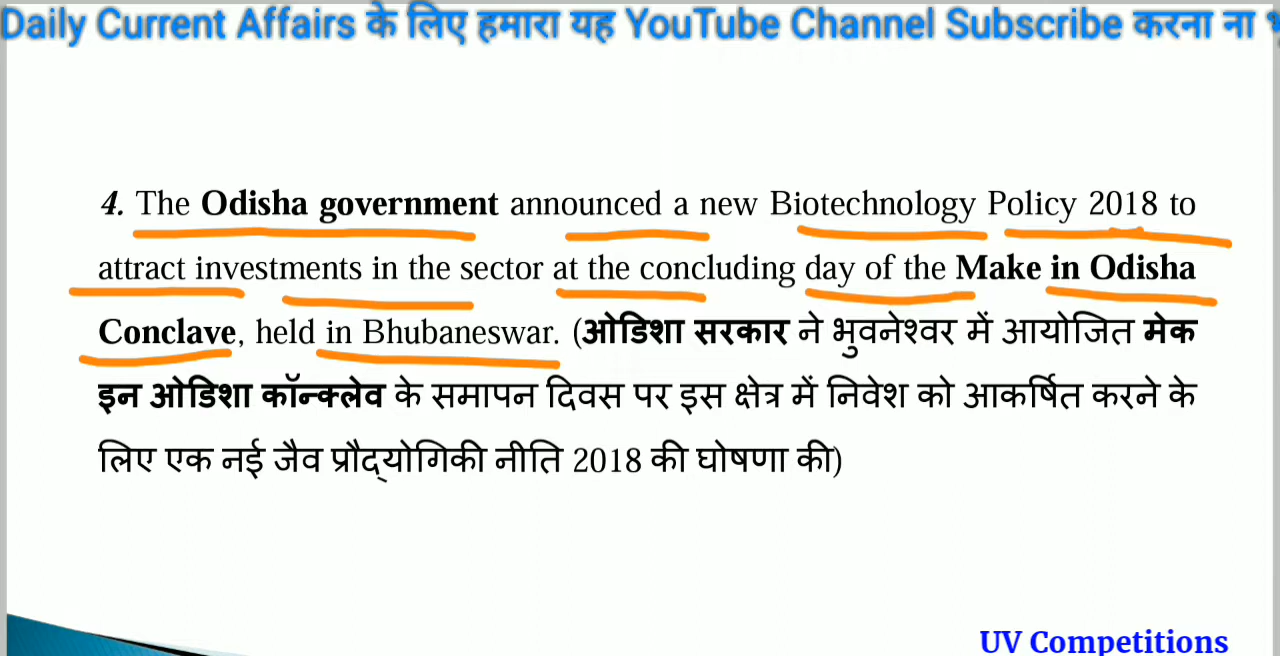 Daily Current Affairs के लिए हमारा यह YouTube Channel Subscribe करना ना
4. The Odisha government announced a new Biotechnology Policy 2018 to
attract investments in the sector at the concluding day of the Make in Odisha
Conclave, held in Bhubaneswar. (ओडिशा सरकार ने भुवनेश्वर में आयोजित मेक
इन ओडिशा कॉन्क्लेव के समापन दिवस पर इस क्षेत्र में निवेश को आकर्षित करने के
लिए एक नई जैव प्रौद्योगिकी नीति 2018 की घोषणा की)
UV Competitions